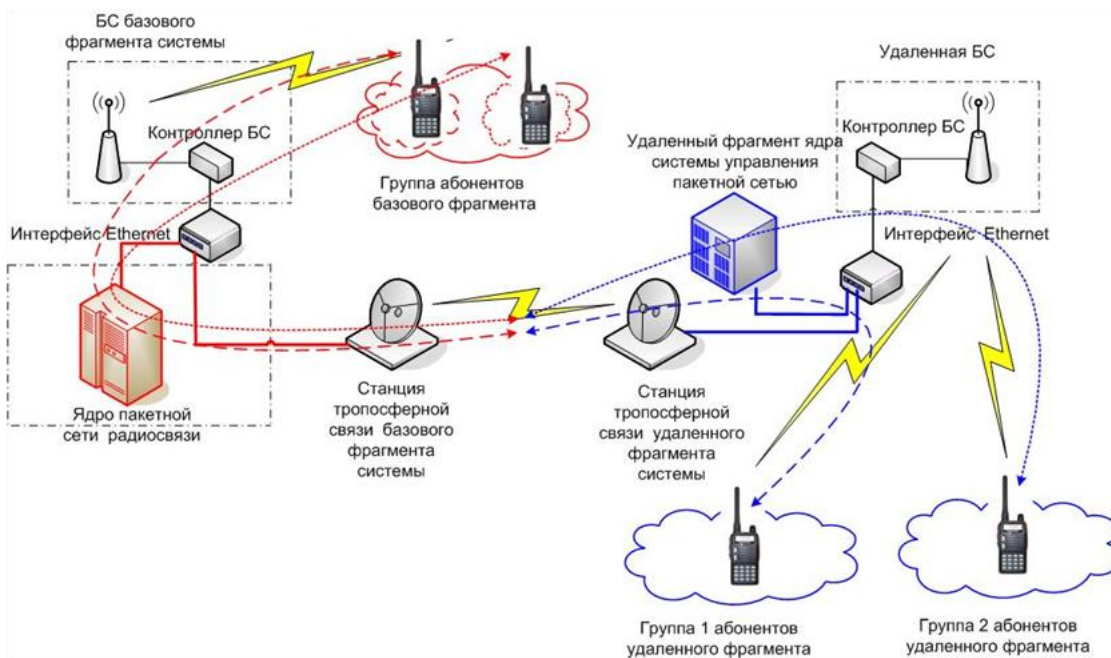 БС базового
фрагмента системы
Контроллер БС
Интерфейс Ethernet
Ядро пакетной
сети радиосвязи
Группа абонентов
базового фрагмента
Станция
тропосферной
связи базового
фрагмента
системы
Удаленный фрагмент ядра
системы управления
пакетной сетью
Удаленная БС
Контроллер БС
Интерфейс Ethernet
Станция
тропосферной
связи удаленного
фрагмента
системы
Группа 1 абонентов
удаленного фрагмента
Группа 2 абонентов
удаленного фрагмента